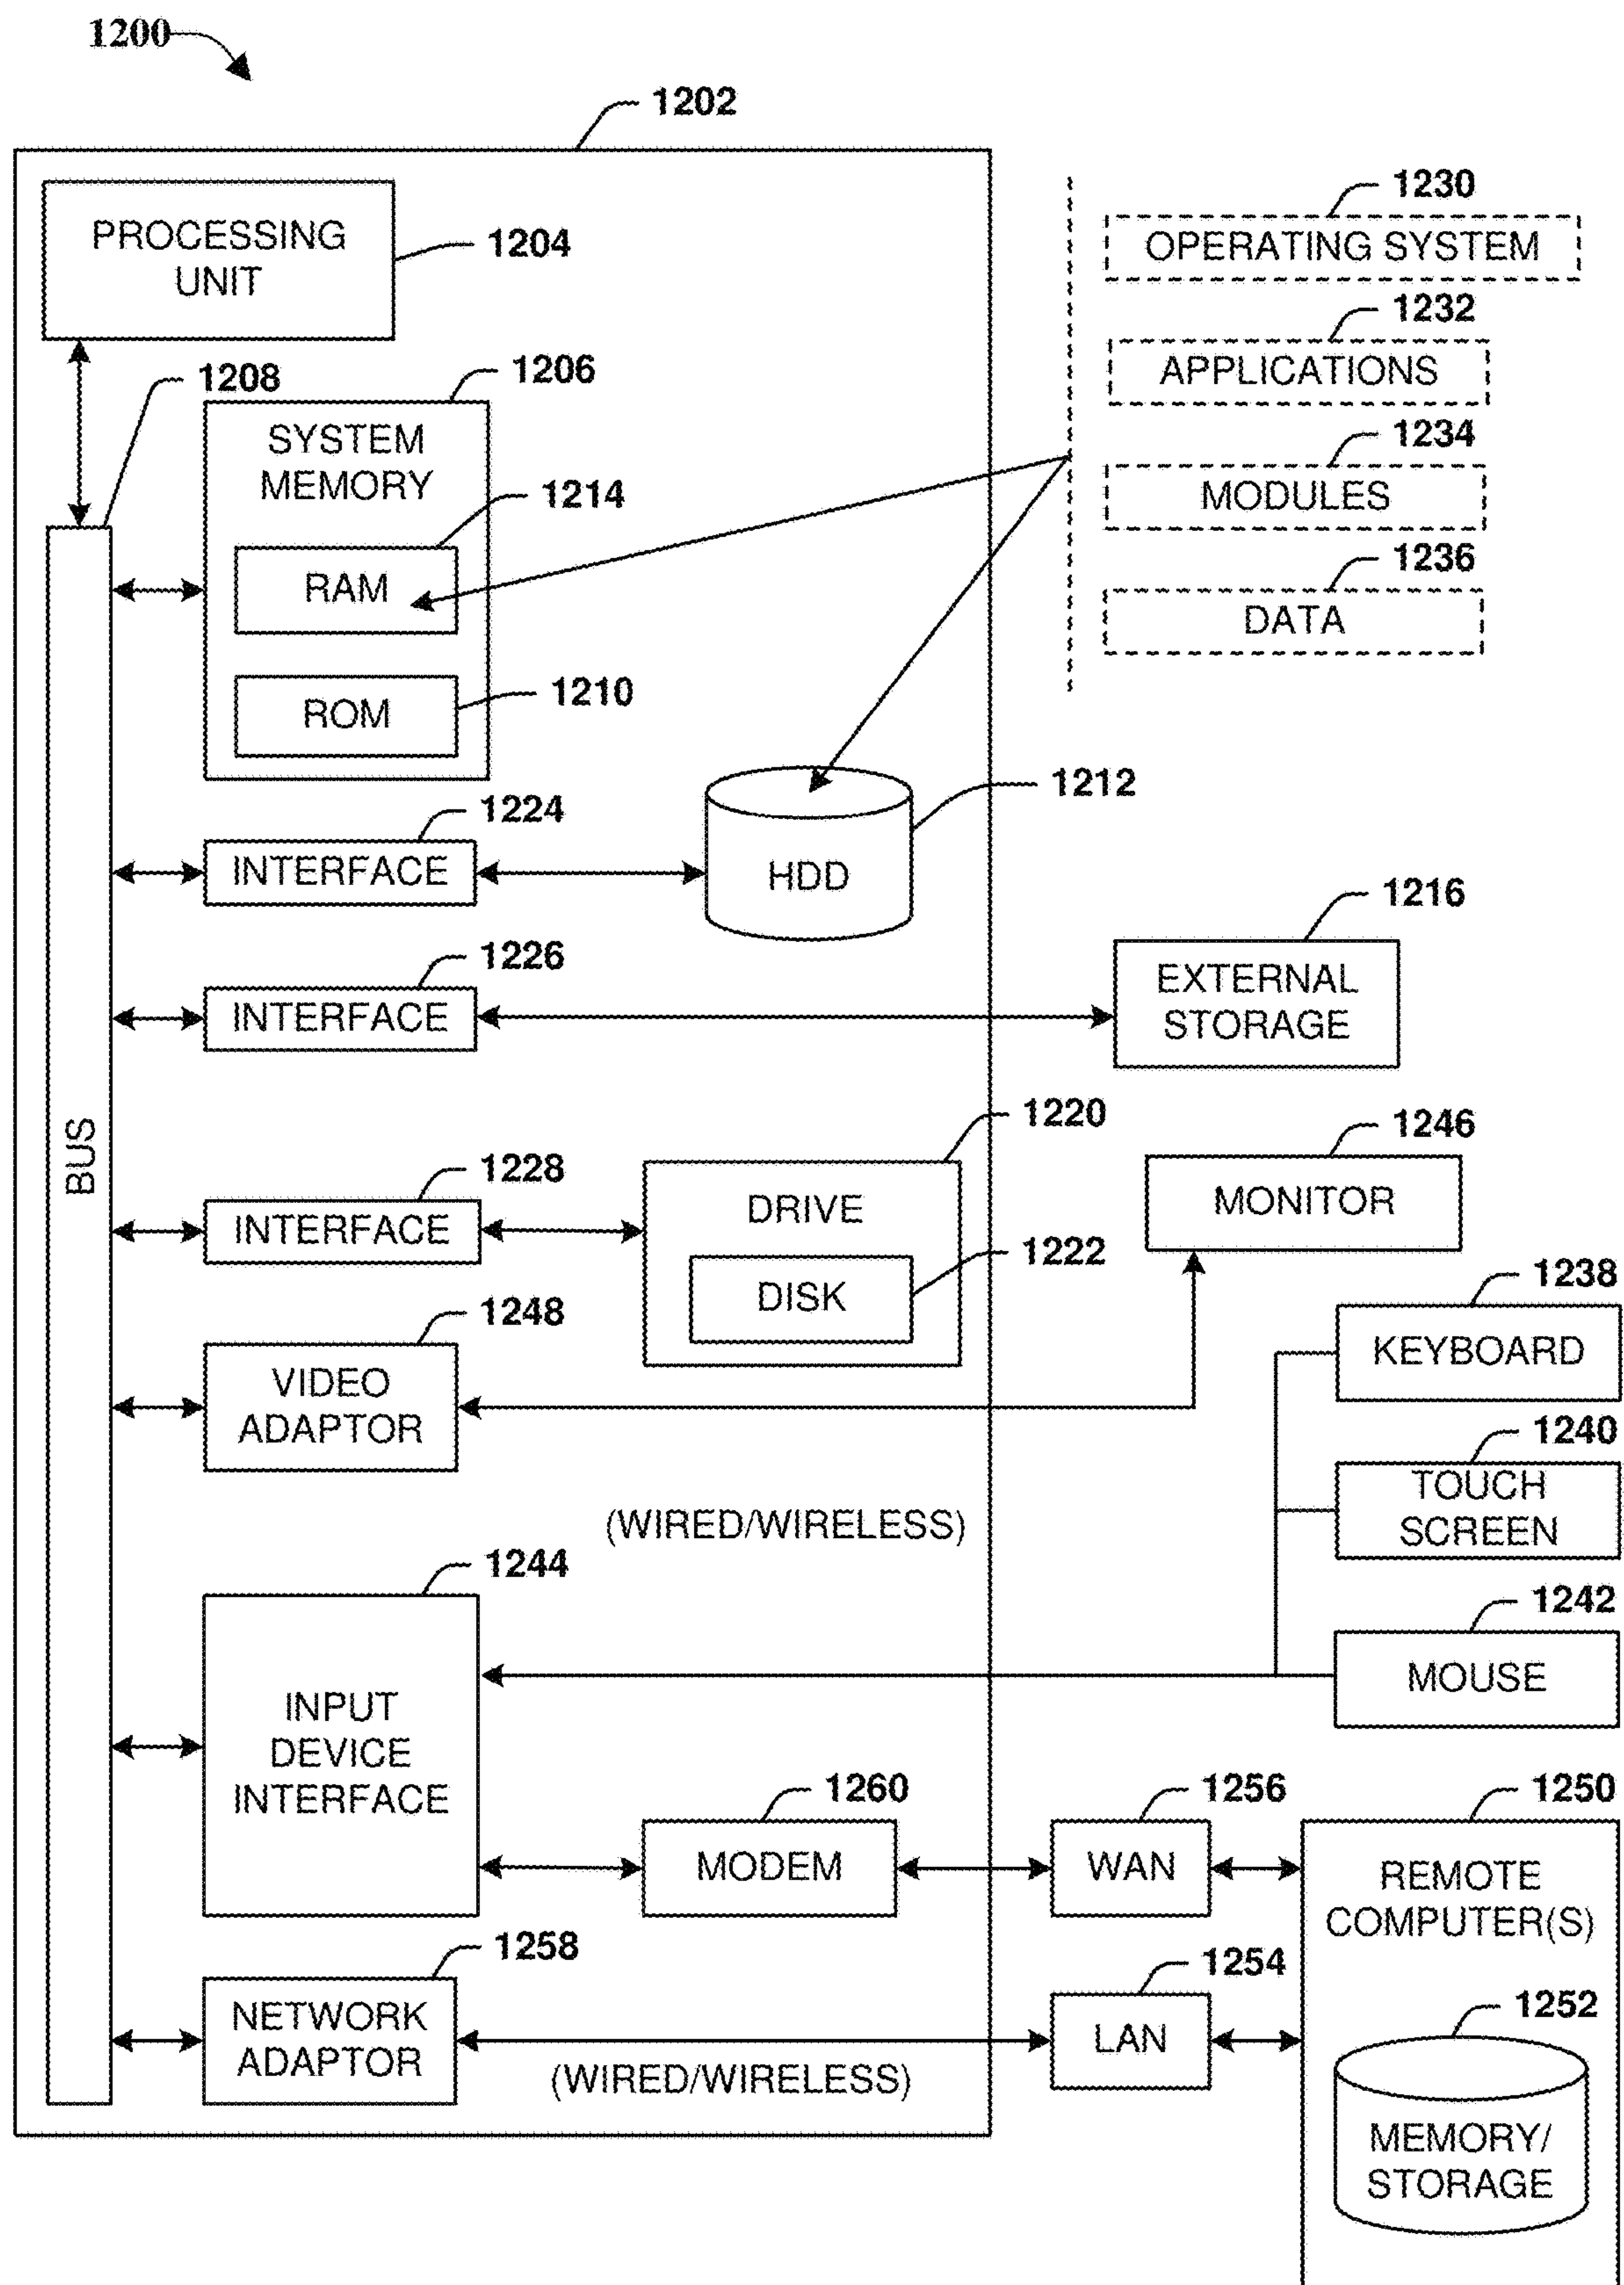 1200
1202
PROCESSING
UNIT
1204
1230
OPERATING SYSTEM
1232
APPLICATIONS
1234
MODULES
1236
DATA
1208
1206
SYSTEM
MEMORY
1214
RAM
1210
ROM
BUS
1224
INTERFACE
1212
HDD
1226
INTERFACE
1216
EXTERNAL
STORAGE
1228
INTERFACE
1220
DRIVE
1222
DISK
1246
MONITOR
1248
VIDEO
ADAPTOR
1238
KEYBOARD
1240
TOUCH
SCREEN
1242
MOUSE
(WIRED/WIRELESS)
1244
INPUT
DEVICE
INTERFACE
1260
MODEM
1256
WAN
1250
REMOTE
COMPUTER(S)
1258
NETWORK
ADAPTOR
(WIRED/WIRELESS)
1254
LAN
1252
MEMORY/
STORAGE